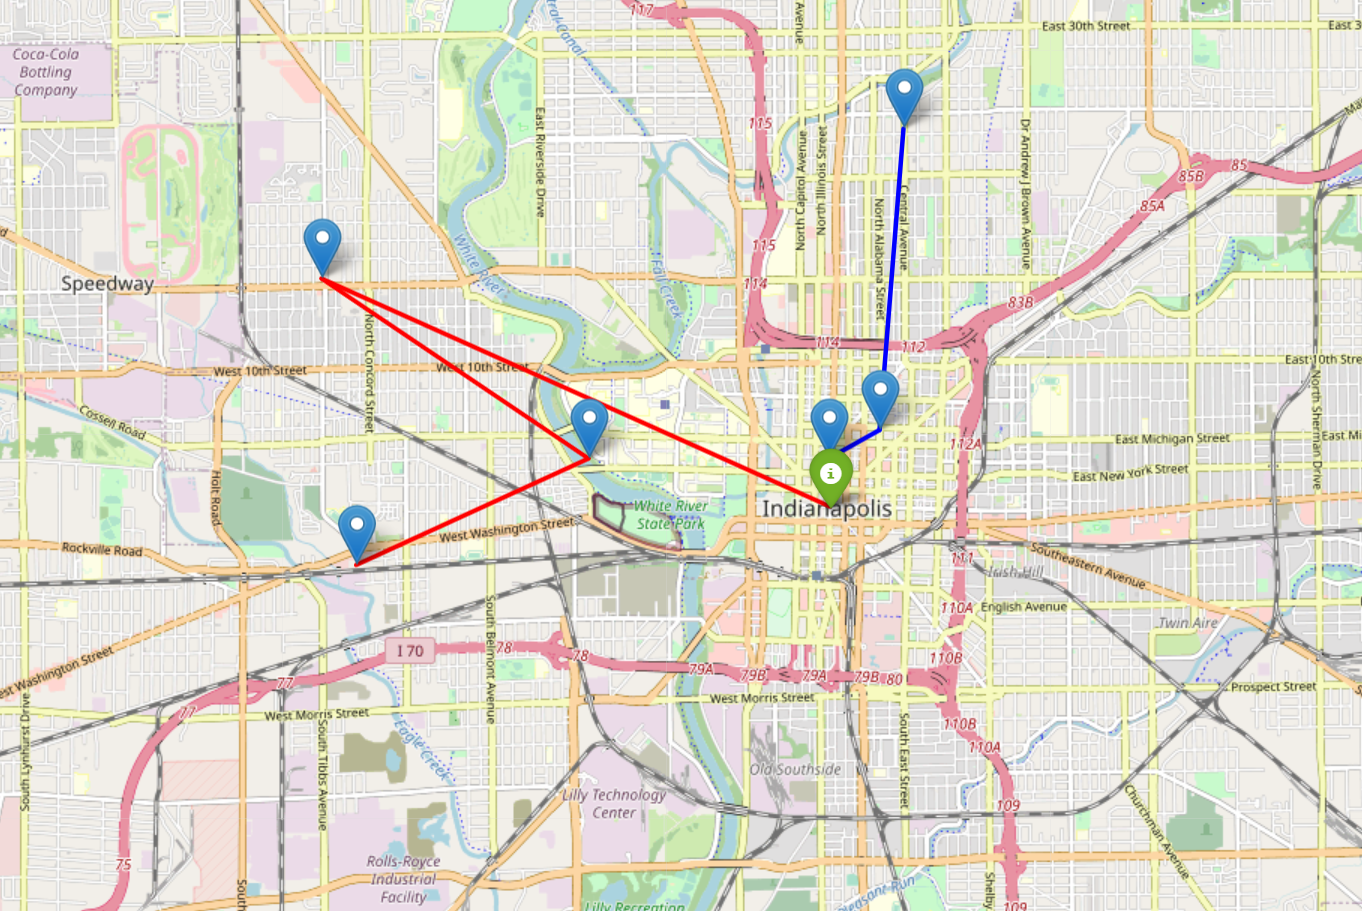 117
Avenue
Central Canal
East 30th Street
East 3
Coca-Cola
Bottling
Company
East Riverside Drive
115
North Capitol Avenue
North Illinois Street
Dr Andrew J Brown Avenue
85
85B
85A
Central Avenue
North Alabama Street
White River
115
Fall Creek
Speedway
114
83B
North Concord Street
114
112
West 10th Street
West 10th Street
East 10th Stre
North Sherman Drive
Cossell Road
Holt Road
East Michigan Street
East Mi
112A
East New York Street
i
White River
State Park
Indianapolis
West Washington Street
Rockville Road
111
Southeastern Avenue
Irish Hill
110A
English Avenue
Twin Aire
South Belmont Avenue
I 70
78
78
79A
79B
79A
79B
80
110B
est Washington Street
77
77
West Morris Street
West Morris Street
Prospect Street
South Lynhurst Drive
South Tibbs Avenue
Eagle Creek
South East Street
110B
110A
Old Southside
Lilly Technology
Center
109
Churchman Avenue
75
Rolls-Royce
Industrial
Facility
South
Pleasant Run
Shelby
Lilly Recreation
109